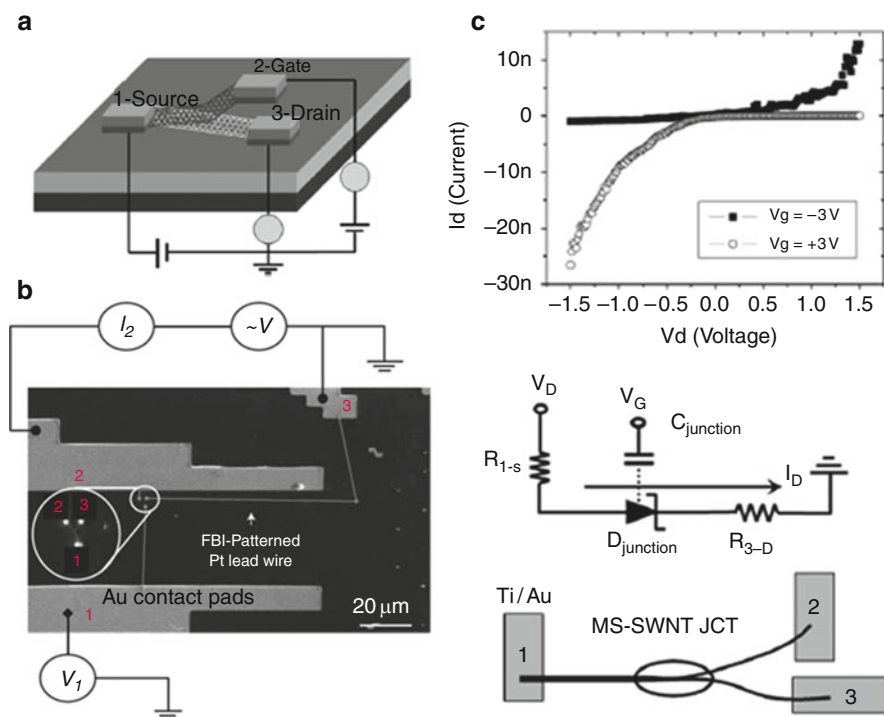 a
2-Gate
1-Source
3-Drain
b
I2
~V
3
2
2 3
1
FBI-Patterned
Pt lead wire
Au contact pads
1
20 μm
V1
c
10n
0
−10n
−20n
−30n
Id (Current)
Vg = −3 V
Vg = +3 V
−1.5 −1.0 −0.5 0.0 0.5 1.0 1.5
Vd (Voltage)
VD
VG
Cjunction
R1-s
ID
Djunction
R3–D
Ti/Au
MS-SWNT JCT
1
2
3